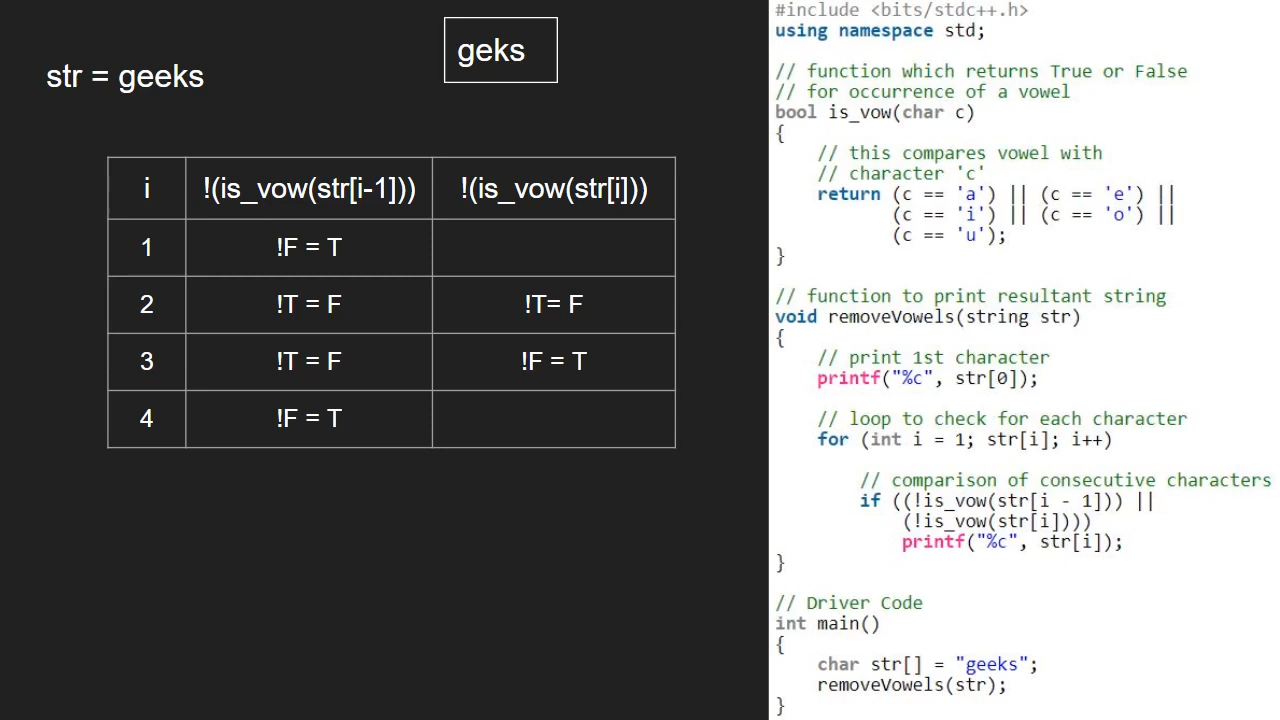 str = geeks
geks
i !(is_vow(str[i-1])) !(is_vow(str[i]))
1 !F = T
2 !T = F !T= F
3 !T = F !F = T
4 !F = T
#include <bits/stdc++.h>
using namespace std;
// function which returns True or False
// for occurrence of a vowel
bool is_vow(char c)
{
// this compares vowel with
// character 'c'
return (c == 'a') || (c == 'e') ||
(c == 'i') || (c == 'o') ||
(c == 'u');
}
// function to print resultant string
void removeVowels(string str)
{
// print 1st character
printf("%c", str[0]);
// loop to check for each character
for (int i = 1; str[i]; i++)
// comparison of consecutive characters
if ((!is_vow(str[i - 1])) ||
(!is_vow(str[i])))
printf("%c", str[i]);
}
// Driver Code
int main()
{
char str[] = "geeks";
removeVowels(str);
}